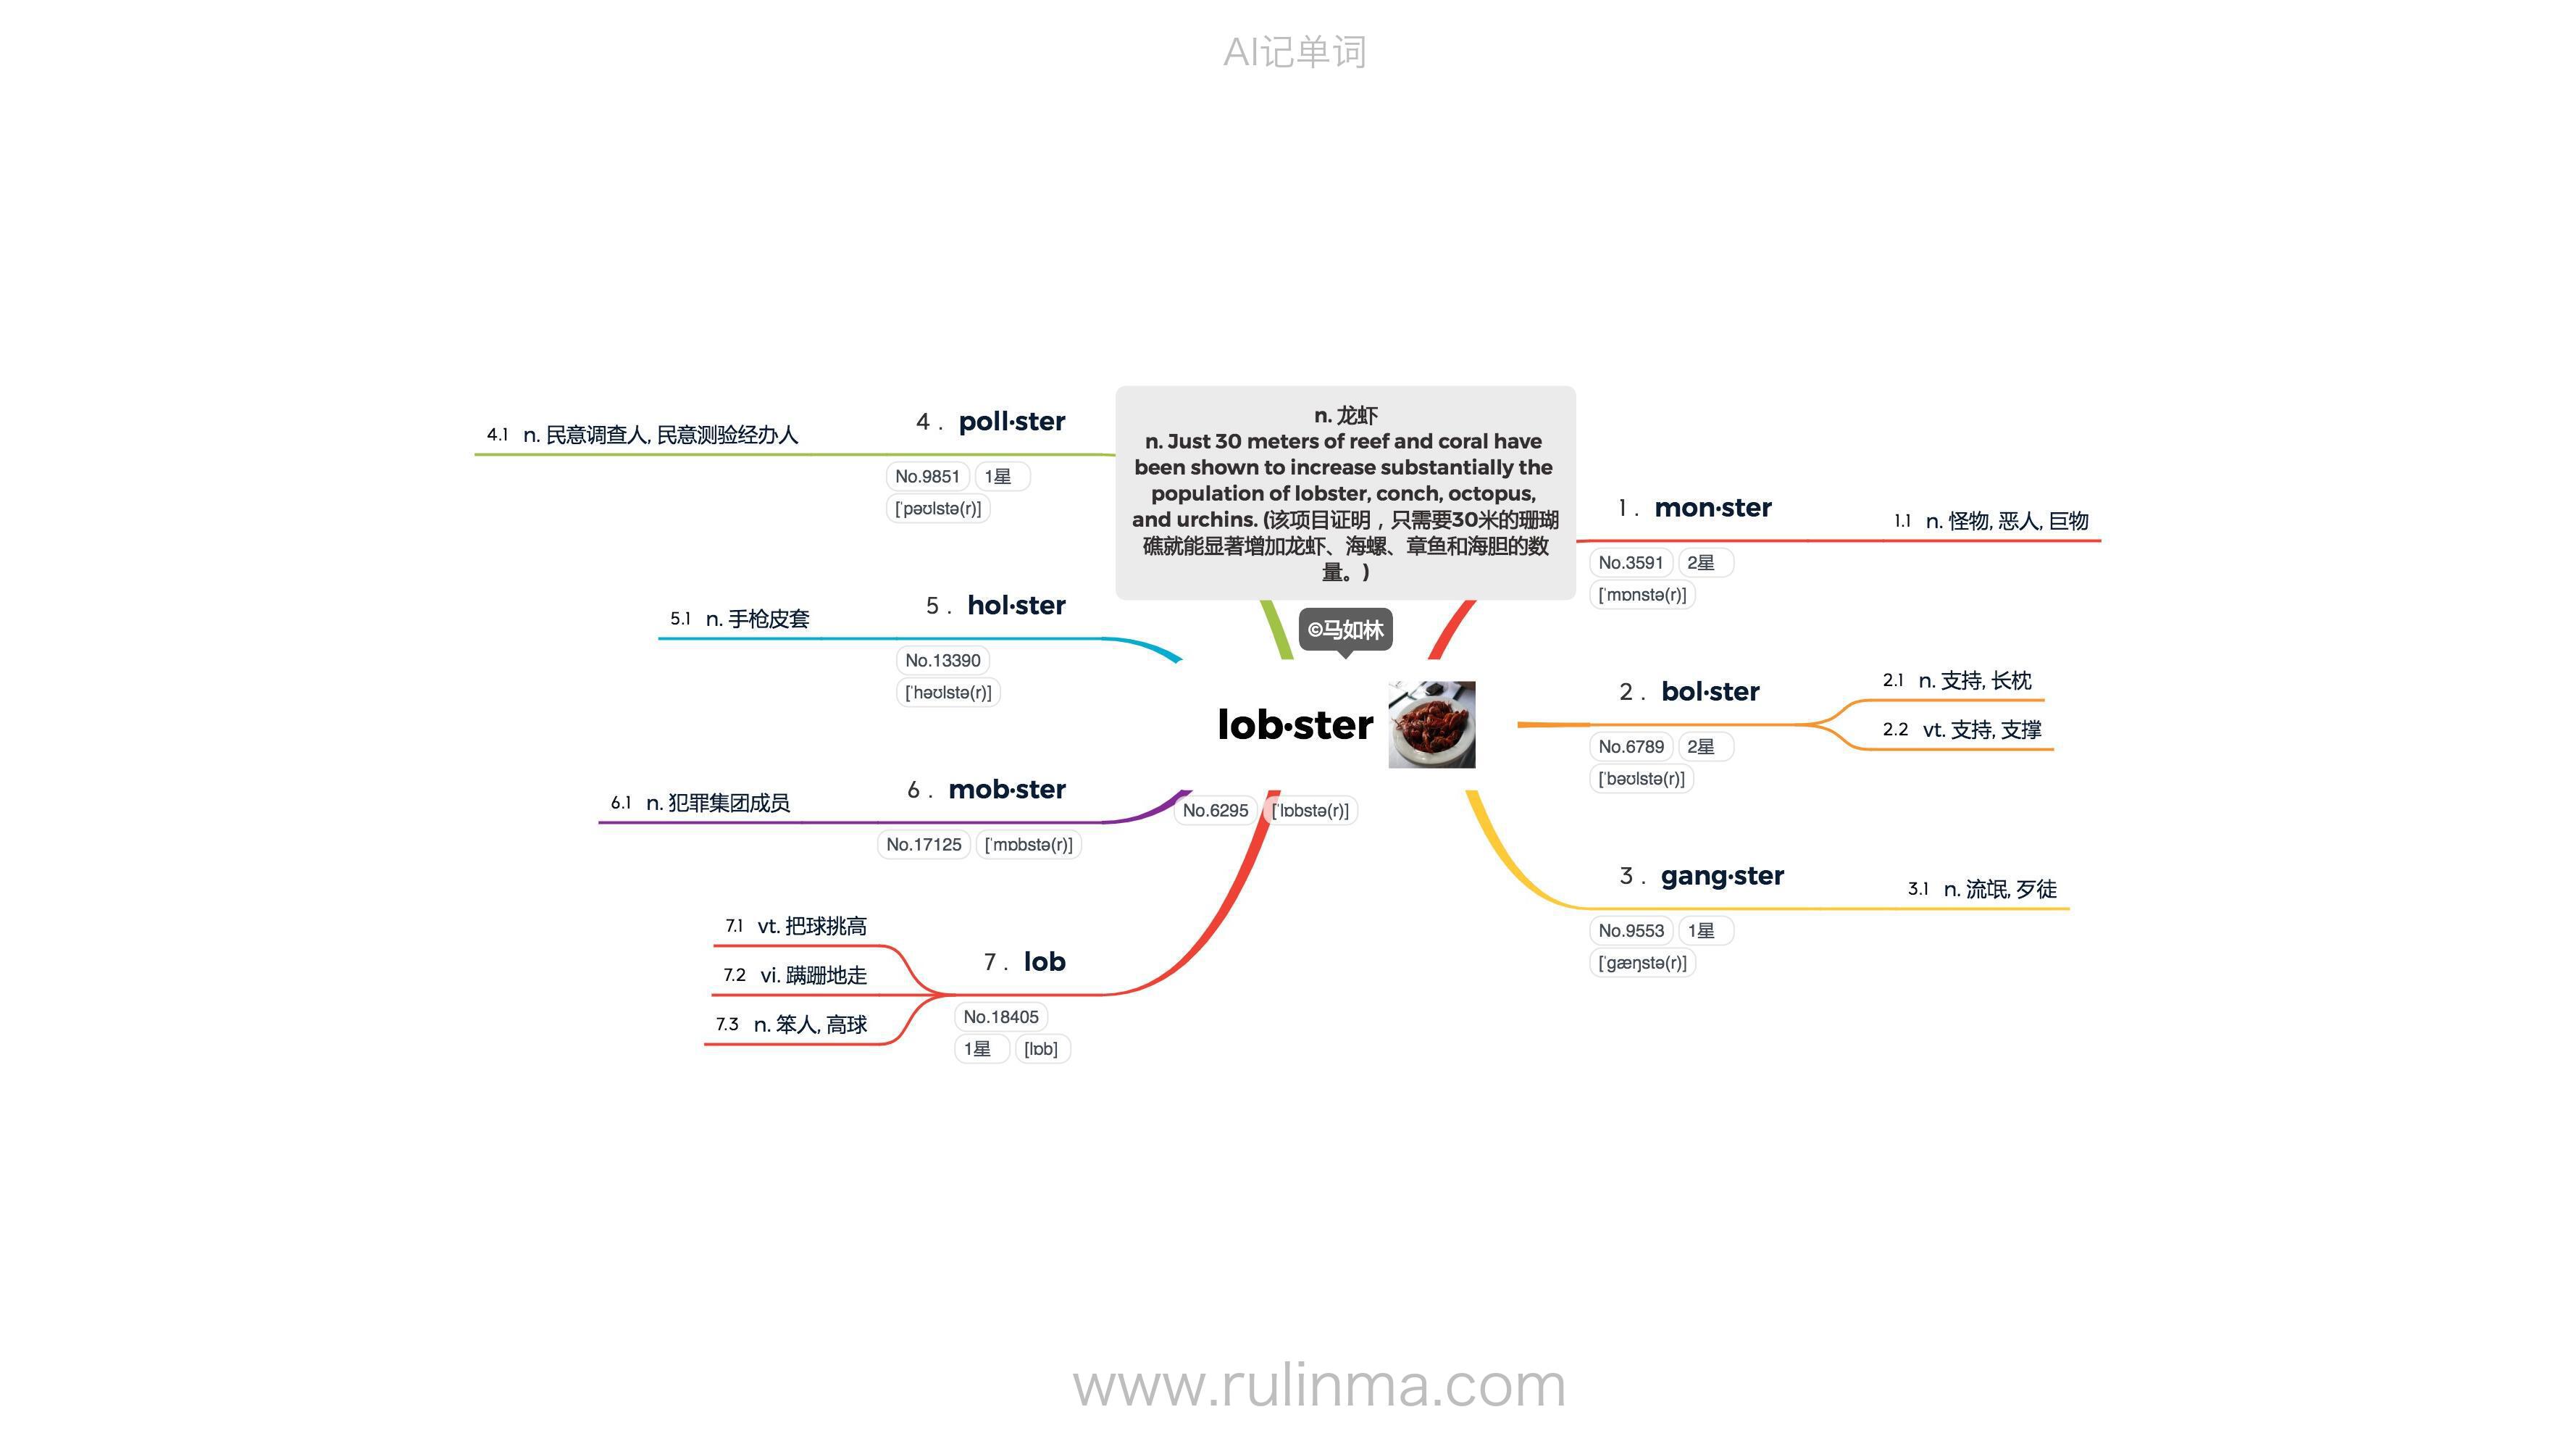 AI记单词
n. 龙虾
n. Just 30 meters of reef and coral have
been shown to increase substantially the
population of lobster, conch, octopus,
and urchins. (该项目证明，只需要30米的珊瑚
礁就能显著增加龙虾、海螺、章鱼和海胆的数
量。)
©马如林
lob·ster
No.6295 [ˈlɒbstə(r)]
1. mon·ster
No.3591 2星
[ˈmɒnstə(r)]
1.1 n. 怪物, 恶人, 巨物
2. bol·ster
No.6789 2星
[ˈbəʊlstə(r)]
2.1 n. 支持, 长枕
2.2 vt. 支持, 支撑
3. gang·ster
No.9553 1星
[ˈɡæŋstə(r)]
3.1 n. 流氓, 歹徒
4. poll·ster
No.9851 1星
[ˈpəʊlstə(r)]
4.1 n. 民意调查人, 民意测验经办人
5. hol·ster
No.13390
[ˈhəʊlstə(r)]
5.1 n. 手枪皮套
6. mob·ster
No.17125 [ˈmɒbstə(r)]
6.1 n. 犯罪集团成员
7. lob
No.18405
1星 [lɒb]
7.1 vt. 把球挑高
7.2 vi. 蹒跚地走
7.3 n. 笨人, 高球
www.rulinma.com